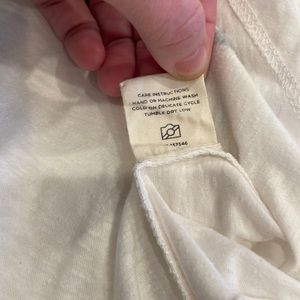 CARE INSTRUCTIONS
HAND OR MACHINE WASH
COLD ON DELICATE CYCLE
TUMBLE DRY LOW